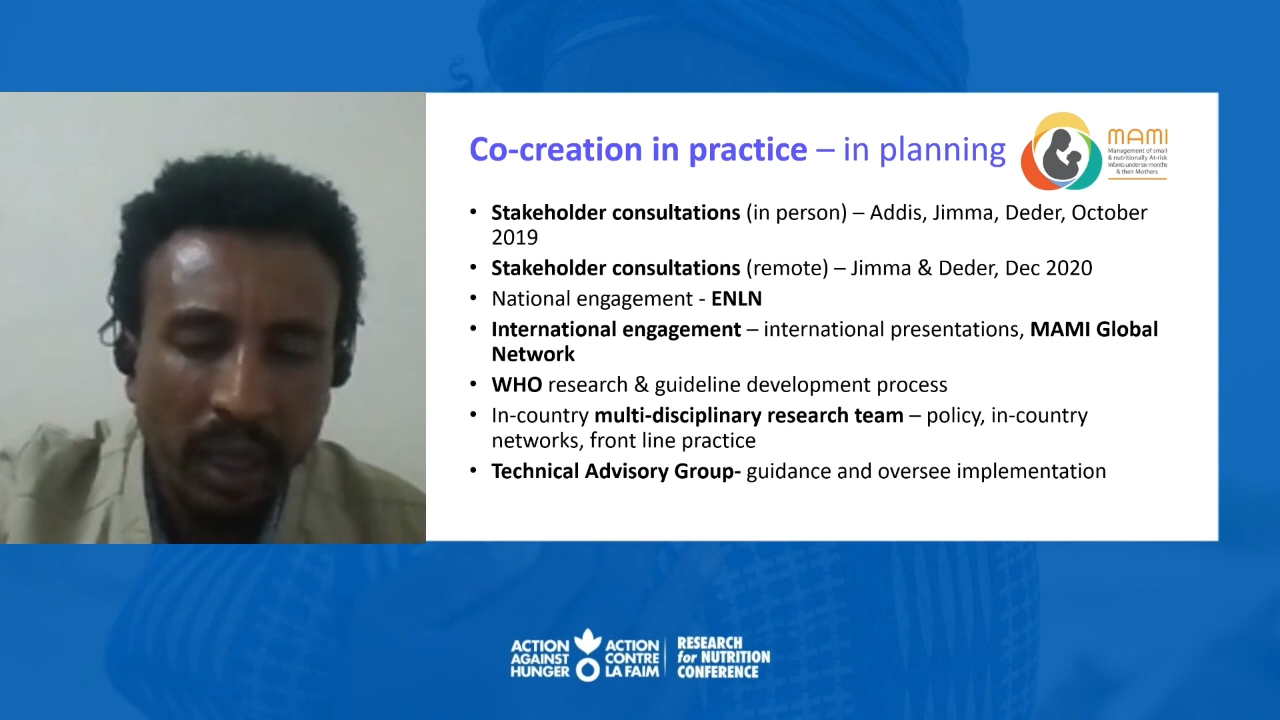 Co-creation in practice – in planning
MAMI
Management of small
& nutritionally At-risk
Infants under six months
& their Mothers
• Stakeholder consultations (in person) – Addis, Jimma, Deder, October
2019
• Stakeholder consultations (remote) – Jimma & Deder, Dec 2020
• National engagement - ENLN
• International engagement – international presentations, MAMI Global
Network
• WHO research & guideline development process
• In-country multi-disciplinary research team – policy, in-country
networks, front line practice
• Technical Advisory Group- guidance and oversee implementation
ACTION
AGAINST
HUNGER
ACTION
CONTRE
LA FAIM
RESEARCH
for NUTRITION
CONFERENCE